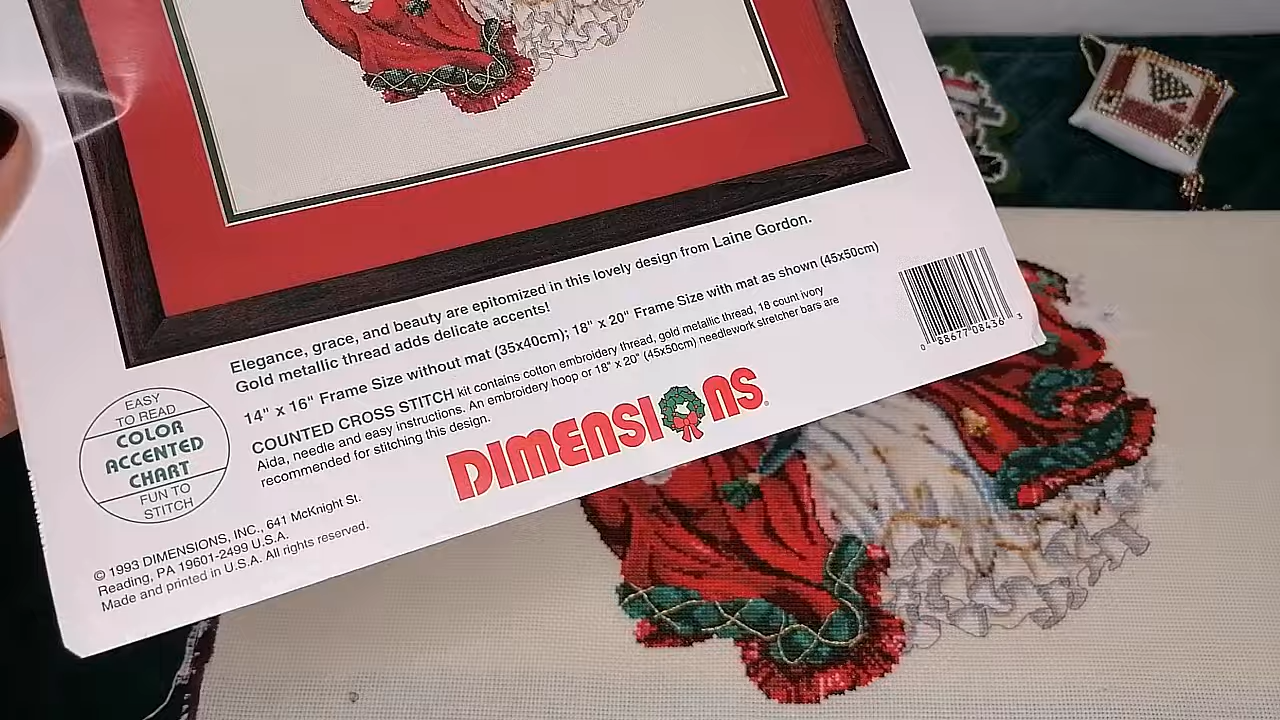 Elegance, grace, and beauty are epitomized in this lovely design from Laine Gordon.
Gold metallic thread adds delicate accents!
14" x 16" Frame Size without mat (35x40cm); 18" x 20" Frame Size with mat as shown (45x50cm)
COUNTED CROSS STITCH kit contains cotton embroidery thread, gold metallic thread, 18 count ivory
Aida, needle and easy instructions. An embroidery hoop or 18" x 20" (45x50cm) needlework stretcher bars are
recommended for stitching this design.
EASY
TO READ
COLOR
ACCENTED
CHART
FUN TO
STITCH
DIMENSIONS®
© 1993 DIMENSIONS, INC., 641 McKnight St.
Reading, PA 19601-2499 U.S.A.
Made and printed in U.S.A. All rights reserved.
0 88677 08436 3